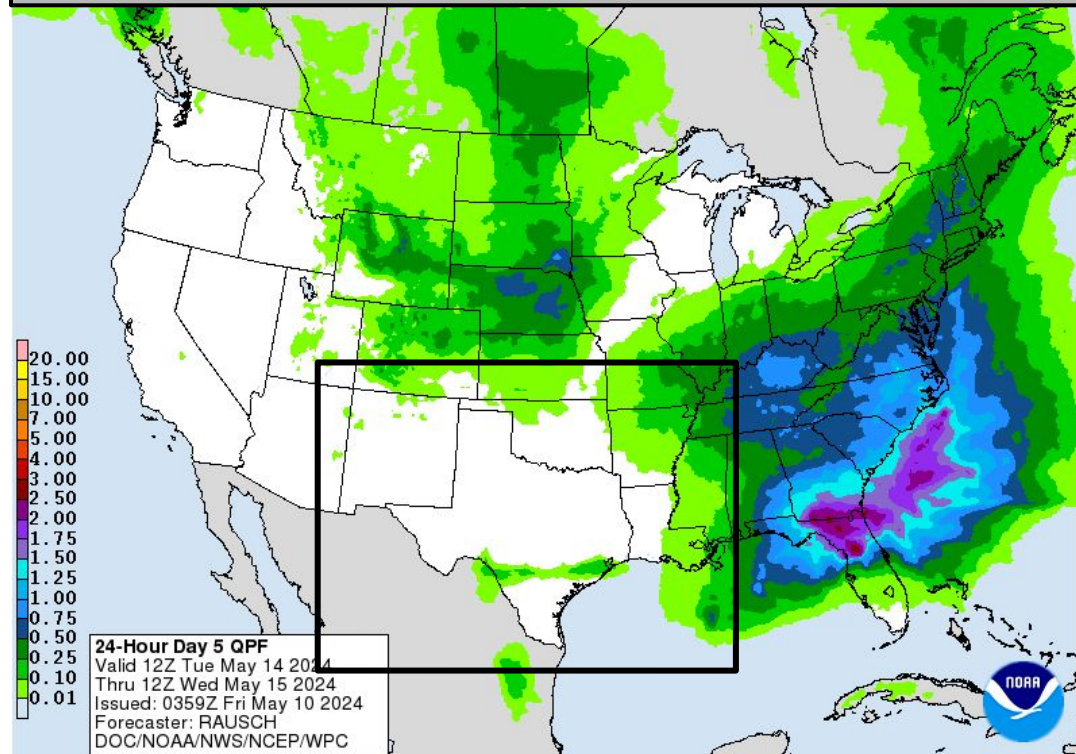 20.00
15.00
10.00
7.00
5.00
4.00
3.00
2.50
2.00
1.75
1.50
1.25
1.00
0.75
0.50
0.25
0.10
0.01
24-Hour Day 5 QPF
Valid 12Z Tue May 14 2024
Thru 12Z Wed May 15 2024
Issued: 0359Z Fri May 10 2024
Forecaster: RAUSCH
DOC/NOAA/NWS/NCEP/WPC
NOAA